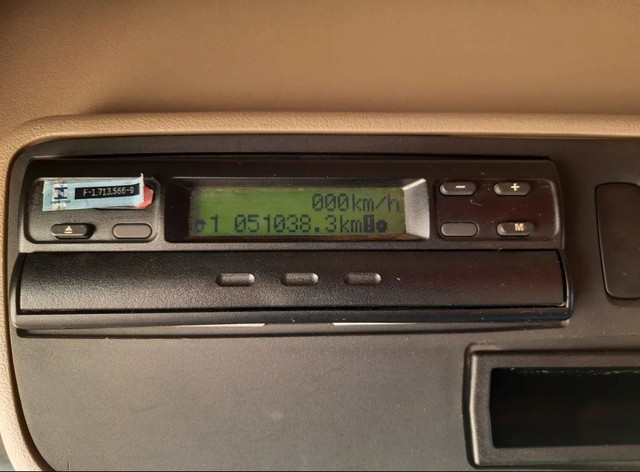 F-1.713.566-9
000km/h
1 051038.3km
-
+
M